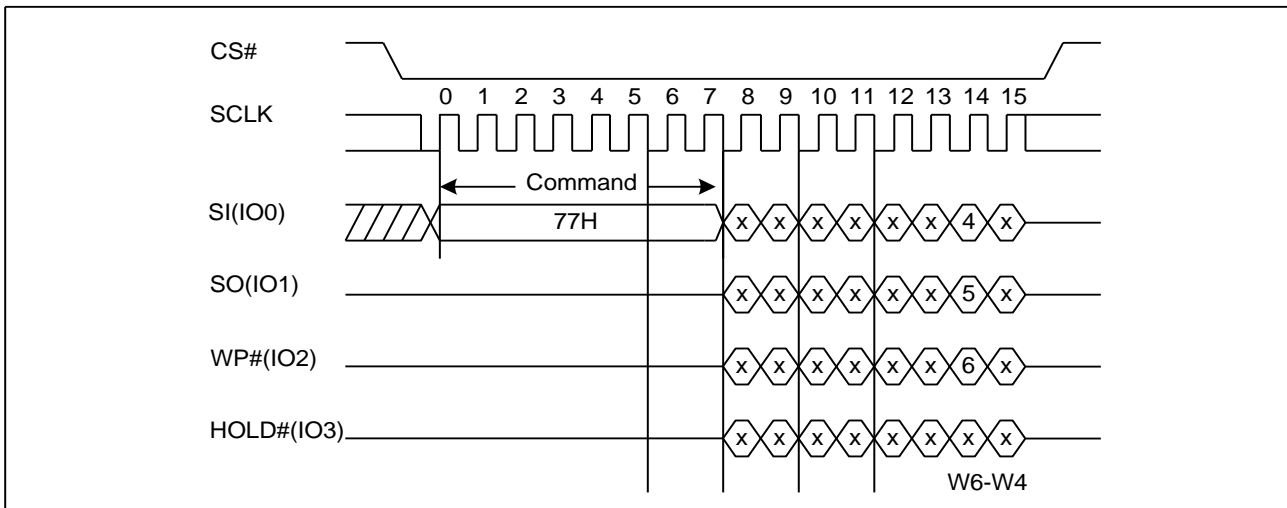 CS#
0 1 2 3 4 5 6 7 8 9 10 11 12 13 14 15
SCLK
Command
SI(IO0) 77H x x x x x x 4 x
SO(IO1) x x x x x x 5 x
WP#(IO2) x x x x x x 6 x
HOLD#(IO3) x x x x x x x x
W6-W4